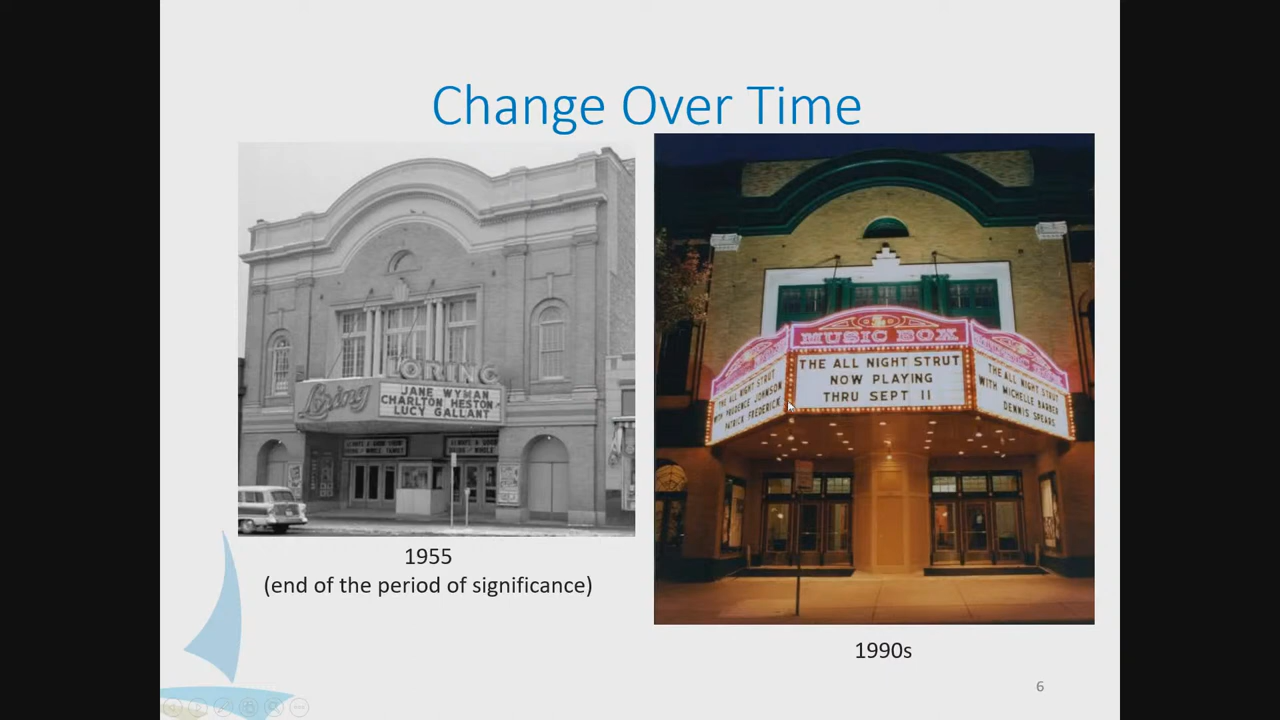 Change Over Time
LORING
Loring
JANE WYMAN
CHARLTON HESTON
LUCY GALLANT
MUSIC BOX
THE ALL NIGHT STRUT
NOW PLAYING
THRU SEPT 11
THE ALL NIGHT STRUT
WITH PRUDENCE JOHNSON
PATRICK FREDERICK
THE ALL NIGHT STRUT
WITH MICHELLE BARBER
DENNIS SPEARS
1955
(end of the period of significance)
1990s
6